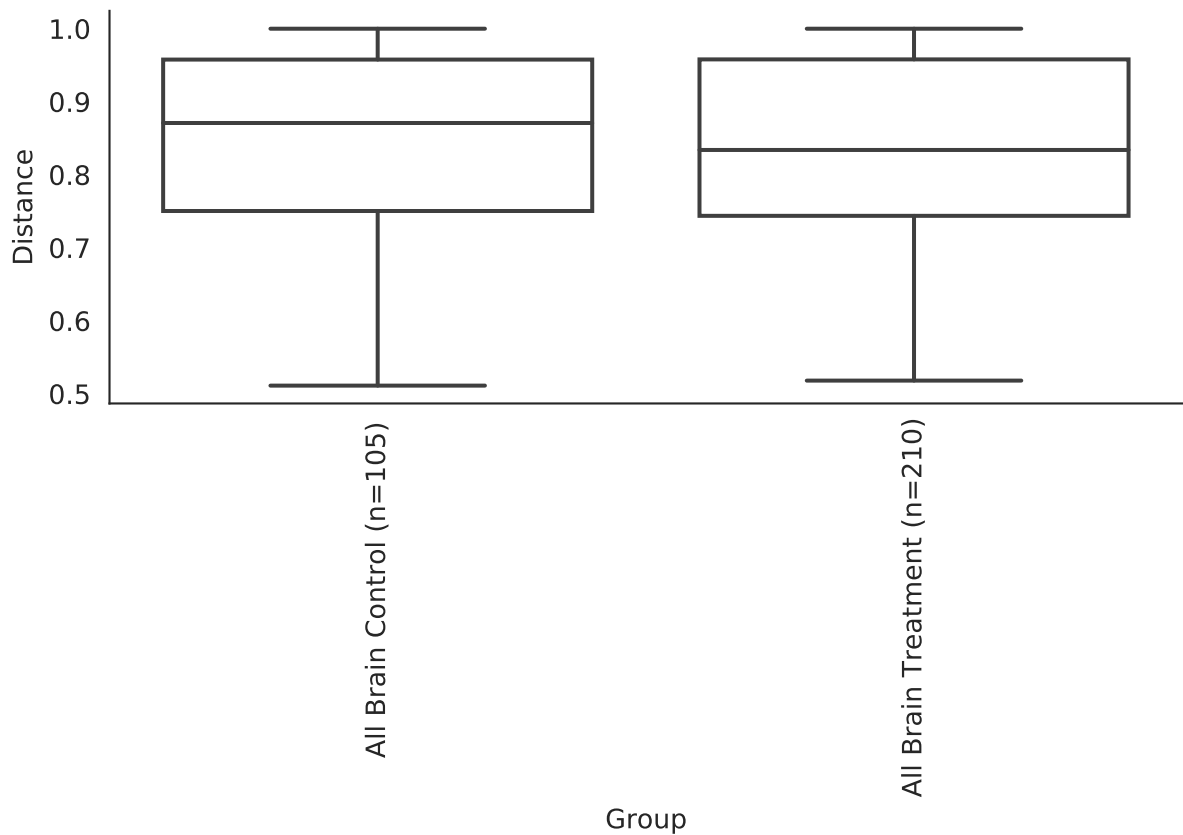 1.0
0.9
0.8
0.7
0.6
0.5
Distance
All Brain Control (n=105)
All Brain Treatment (n=210)
Group